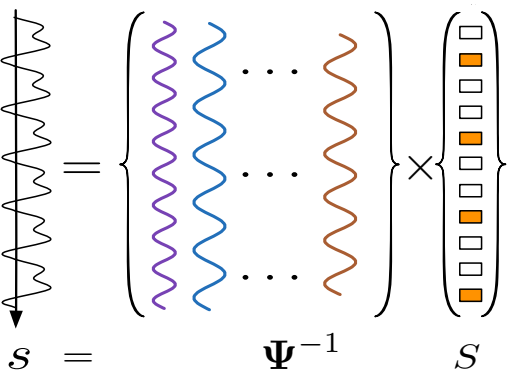 = { ··· } × { }
···
···
s = Ψ⁻¹ S